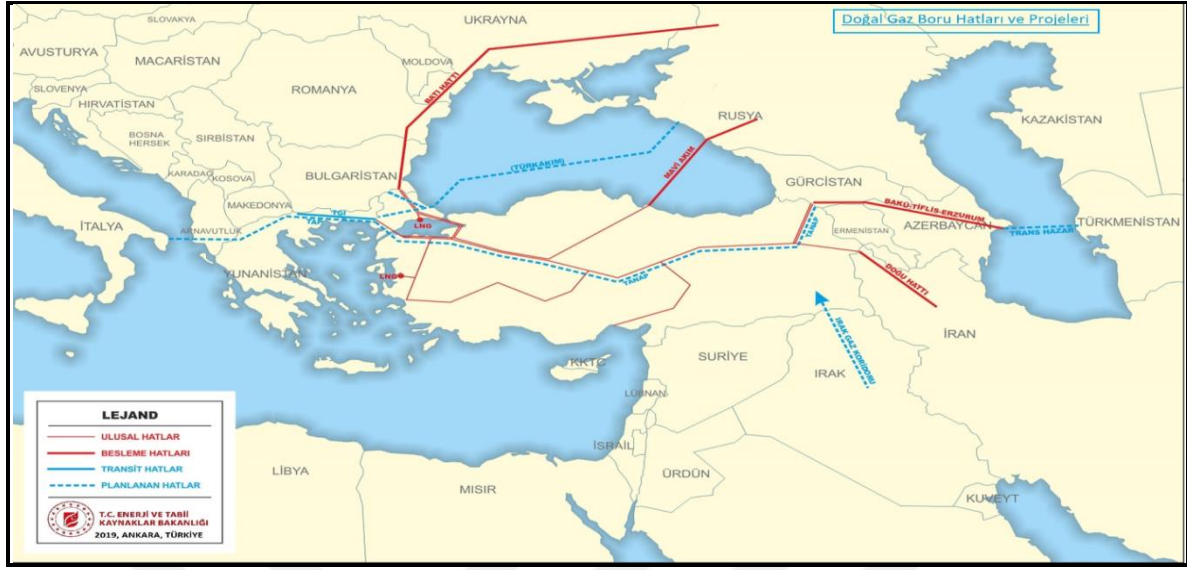 Doğal Gaz Boru Hatları ve Projeleri
UKRAYNA
SLOVAKYA
AVUSTURYA
MACARİSTAN
MOLDOVA
SLOVENYA
HIRVATİSTAN
ROMANYA
BATI HATTI
RUSYA
KAZAKİSTAN
BOSNA
HERSEK
SIRBİSTAN
(TÜRKAKIM)
MAVİ AKIM
KARADAĞ
KOSOVA
BULGARİSTAN
GÜRCİSTAN
MAKEDONYA
BAKÜ-TİFLİS-ERZURUM
İTALYA
ARNAVUTLUK
TAP
TGI
LNG
TANAP
ERMENİSTAN
AZERBAYCAN
TRANS HAZAR
TÜRKMENİSTAN
YUNANİSTAN
LNG
TANAP
DOĞU HATTI
IRAK GAZ KORİDORU
İRAN
KKTC
SURİYE
IRAK
LÜBNAN
İSRAİL
ÜRDÜN
LİBYA
MISIR
KUVEYT
LEJAND
ULUSAL HATLAR
BESLEME HATLARI
TRANSİT HATLAR
PLANLANAN HATLAR
T.C. ENERJİ VE TABİİ
KAYNAKLAR BAKANLIĞI
2019, ANKARA, TÜRKİYE